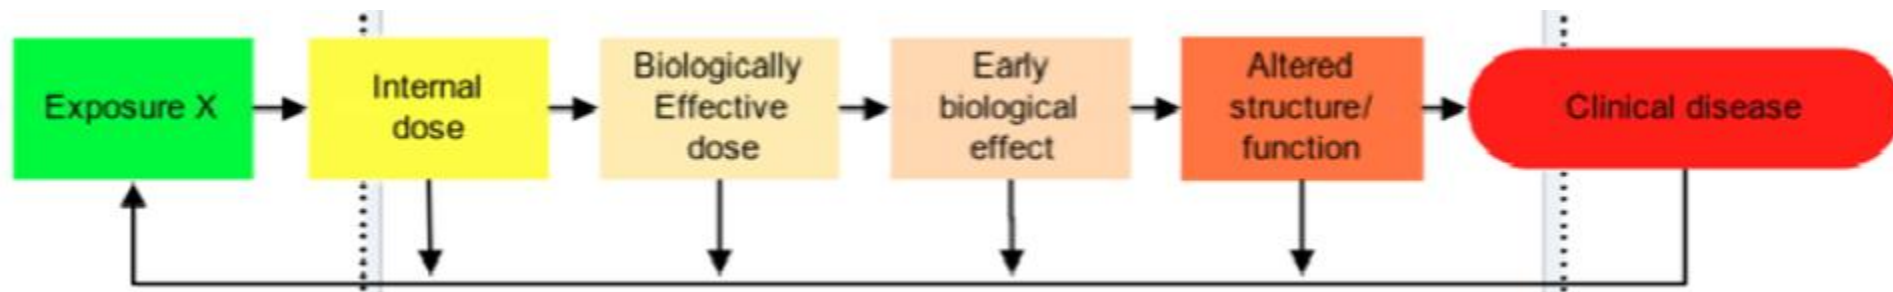 Exposure X
Internal
dose
Biologically
Effective
dose
Early
biological
effect
Altered
structure/
function
Clinical disease